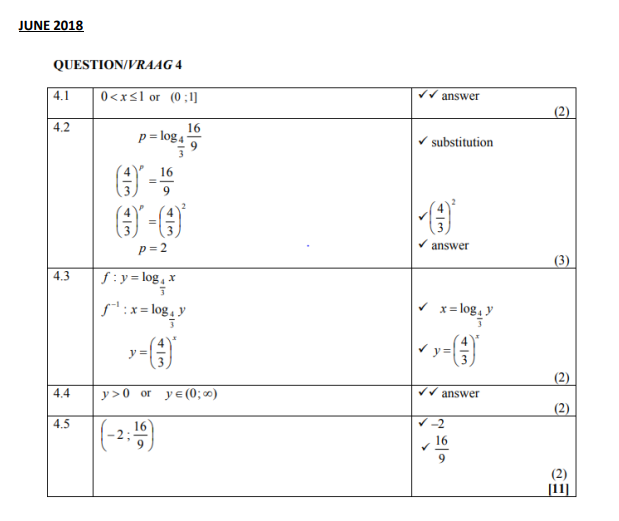 JUNE 2018
QUESTION/VRAAG 4
4.1 0 < x ≤ 1 or (0 ; 1] ✓✓ answer (2)
4.2 p = log_{4/3} 16/9 ✓ substitution
(4/3)^p = 16/9
(4/3)^p = (4/3)^2 ✓ (4/3)^2
p = 2 ✓ answer (3)
4.3 f : y = log_{4/3} x
f^{-1} : x = log_{4/3} y ✓ x = log_{4/3} y
y = (4/3)^x ✓ y = (4/3)^x (2)
4.4 y > 0 or y ∈ (0; ∞) ✓✓ answer (2)
4.5 (−2 ; 16/9) ✓ −2
✓ 16/9 (2)
[11]